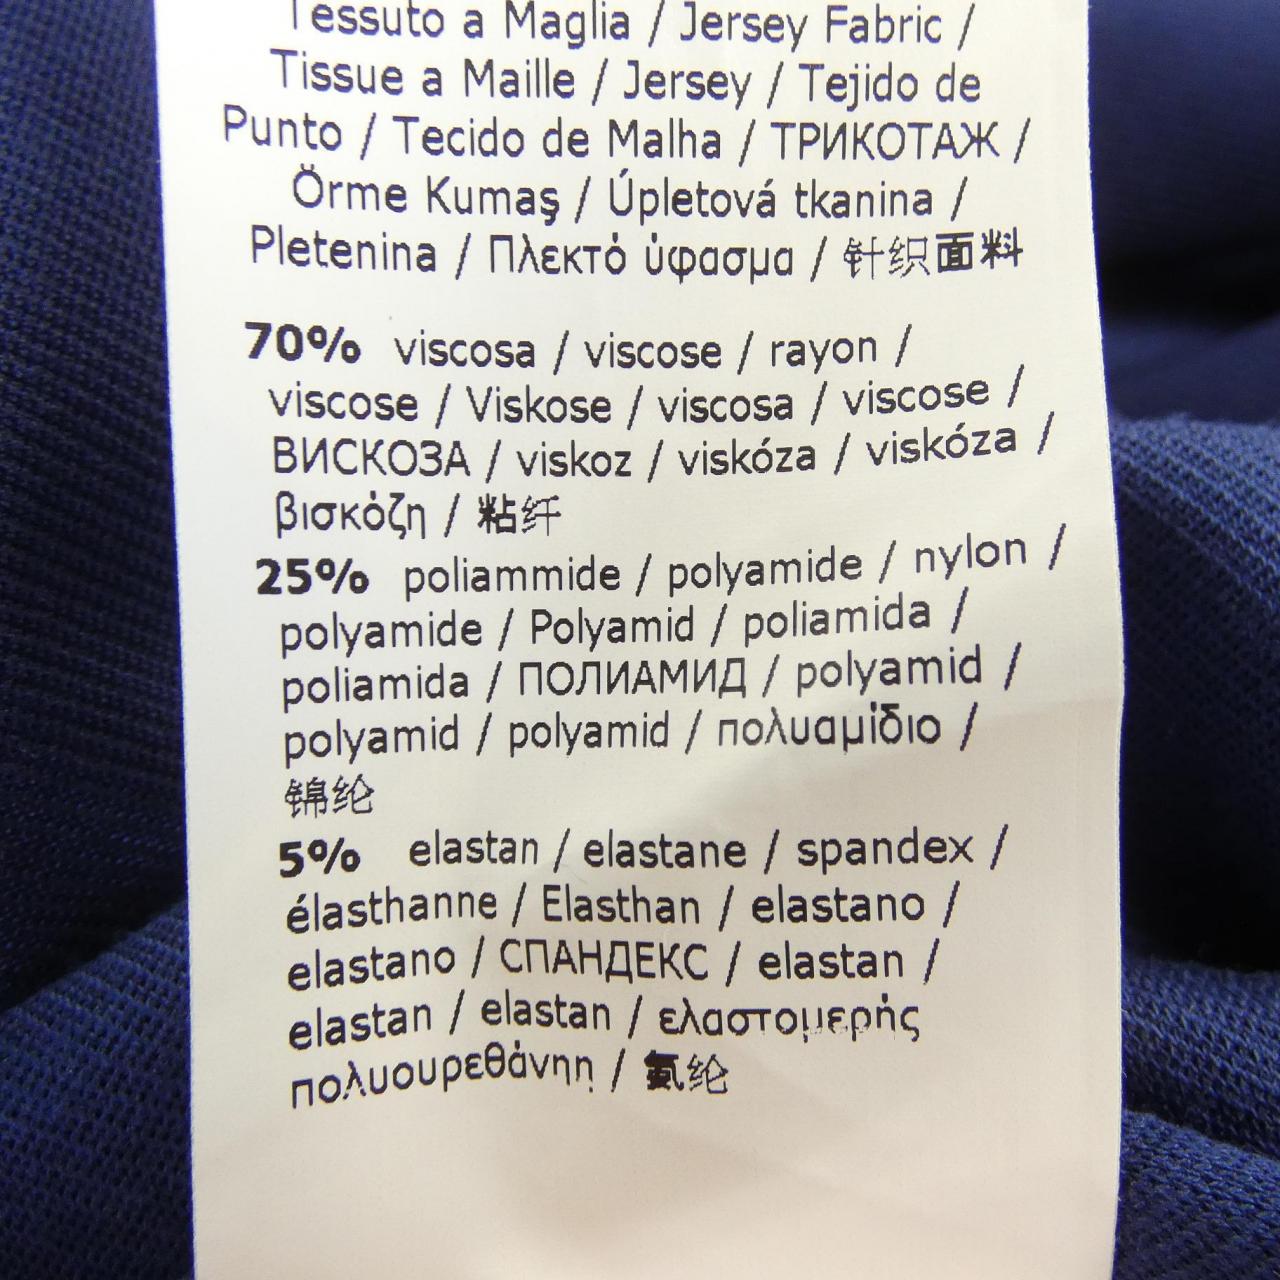 Tessuto a Maglia / Jersey Fabric /
Tissue a Maille / Jersey / Tejido de
Punto / Tecido de Malha / ТРИКОТАЖ /
Örme Kumaş / Úpletová tkanina /
Pletenina / Πλεκτό ύφασμα / 针织面料
70% viscosa / viscose / rayon /
viscose / Viskose / viscosa / viscose /
ВИСКОЗА / viskoz / viskóza / viskóza /
βισκόζη / 粘纤
25% poliammide / polyamide / nylon /
polyamide / Polyamid / poliamida /
poliamida / ПОЛИАМИД / polyamid /
polyamid / polyamid / πολυαμίδιο /
锦纶
5% elastan / elastane / spandex /
élasthanne / Elasthan / elastano /
elastano / СПАНДЕКС / elastan /
elastan / elastan / ελαστομερής
πολυουρεθάνηη / 氨纶